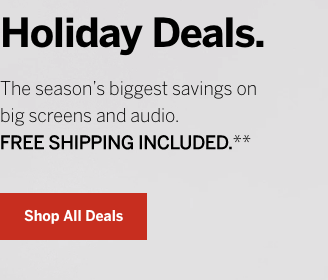 Holiday Deals.
The season's biggest savings on
big screens and audio.
FREE SHIPPING INCLUDED.**
Shop All Deals